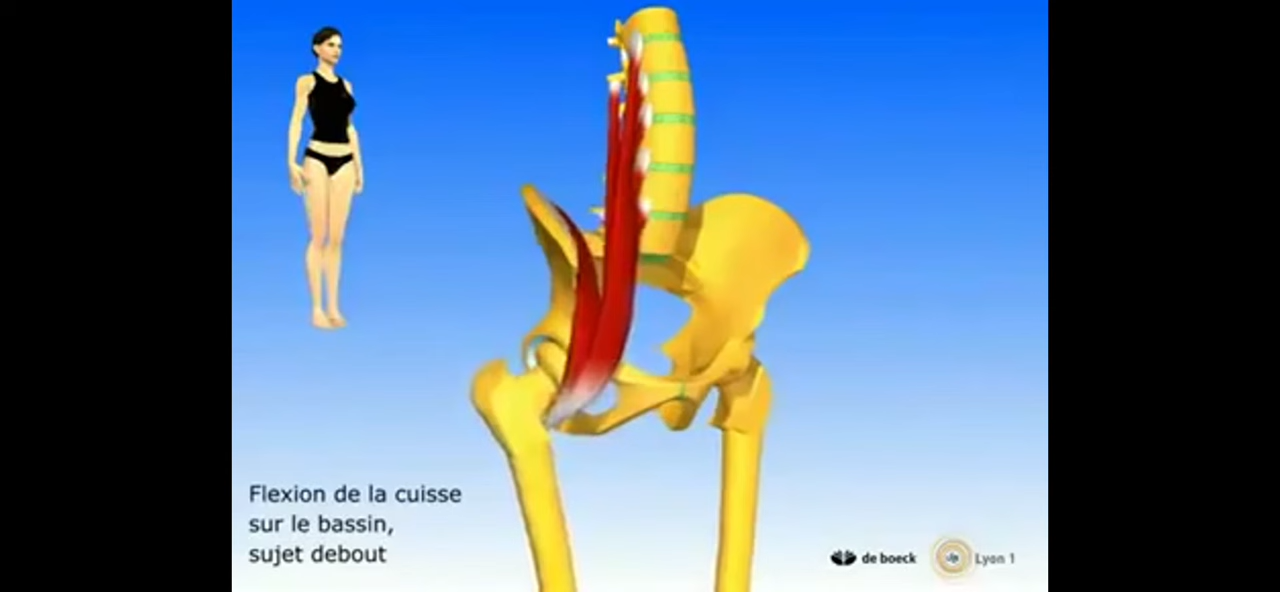 Flexion de la cuisse
sur le bassin,
sujet debout
de boeck
Lyon 1